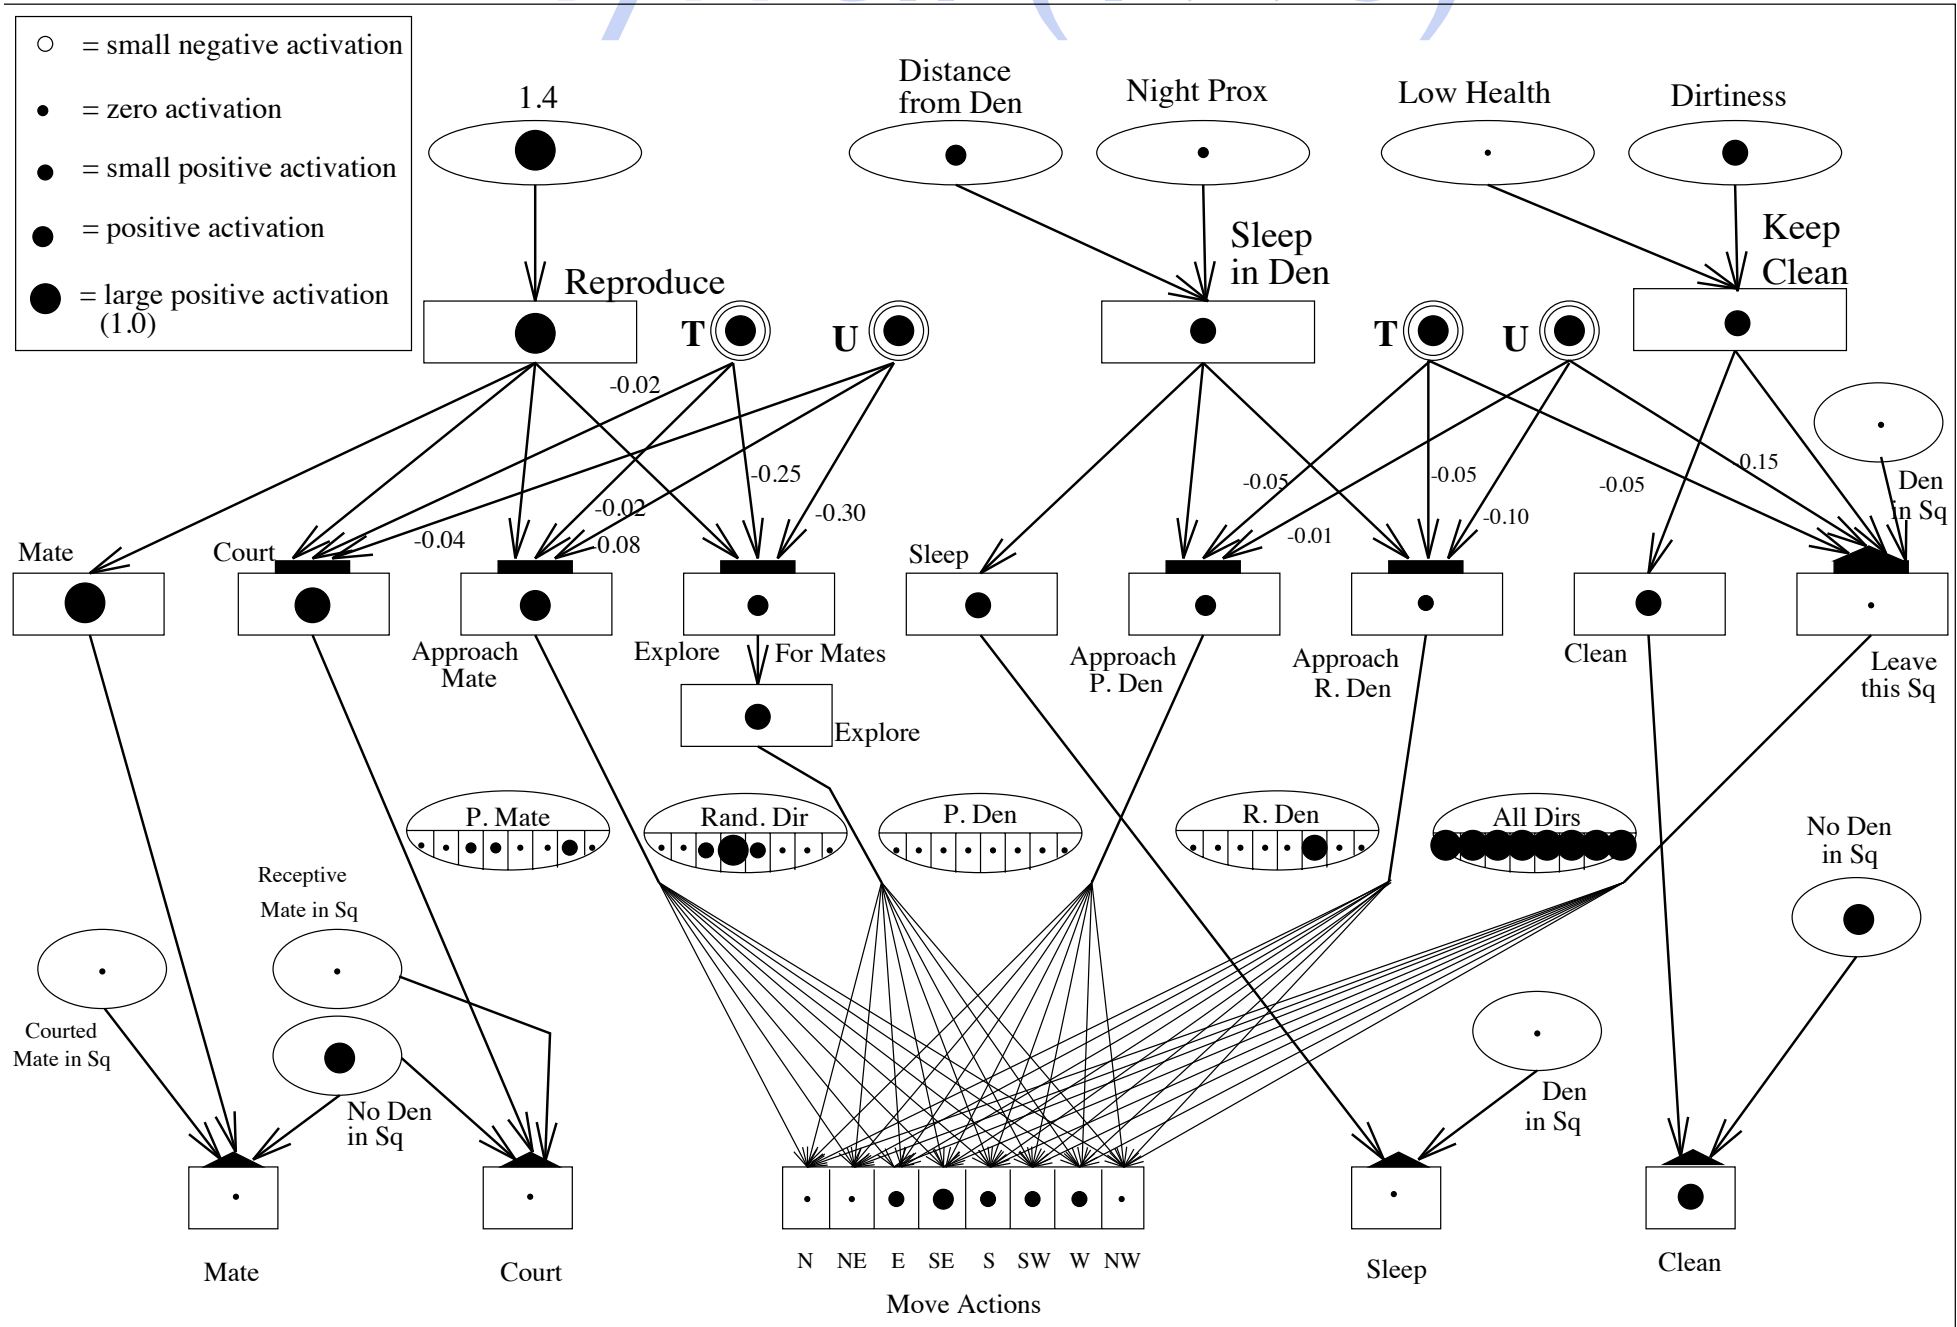 = small negative activation
= zero activation
= small positive activation
= positive activation
= large positive activation
(1.0)
1.4
Distance
from Den
Night Prox
Low Health
Dirtiness
Reproduce
T
U
Sleep
in Den
T
U
Keep
Clean
-0.02
-0.25
-0.02
-0.30
-0.04
-0.08
-0.05
-0.05
-0.01
-0.10
-0.05
-0.15
Den
in Sq
Mate
Court
Approach
Mate
Explore
For Mates
Explore
Sleep
Approach
P. Den
Approach
R. Den
Clean
Leave
this Sq
P. Mate
Rand. Dir
P. Den
R. Den
All Dirs
No Den
in Sq
Receptive
Mate in Sq
Courted
Mate in Sq
No Den
in Sq
Den
in Sq
N NE E SE S SW W NW
Mate
Court
Move Actions
Sleep
Clean